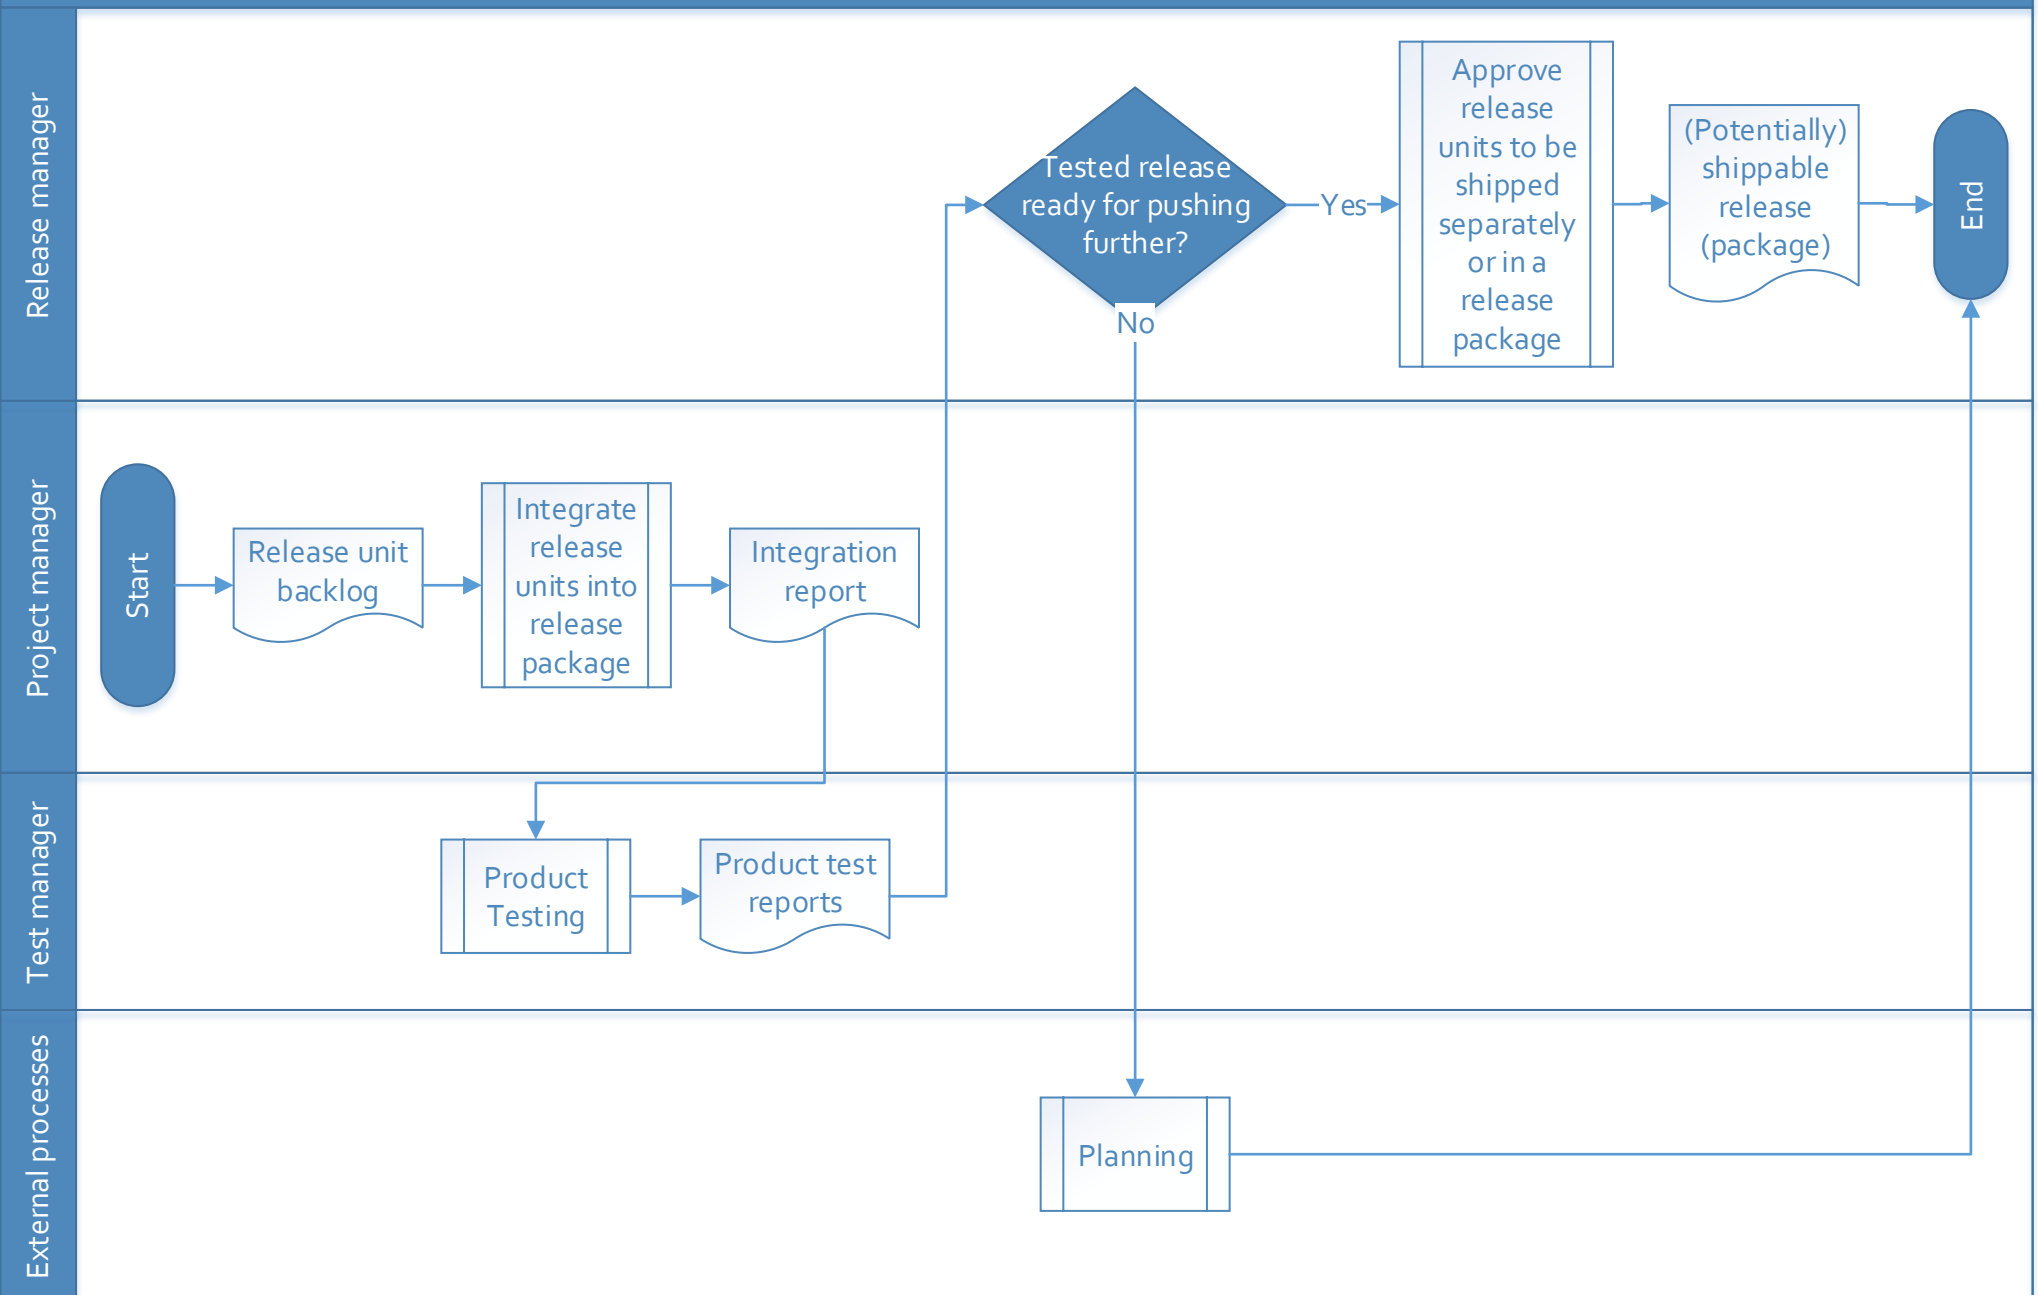 Release manager
Tested release
ready for pushing
further?
Yes
No
Approve
release
units to be
shipped
separately
or in a
release
package
(Potentially)
shippable
release
(package)
End
Project manager
Start
Release unit
backlog
Integrate
release
units into
release
package
Integration
report
Test manager
Product
Testing
Product test
reports
External processes
Planning